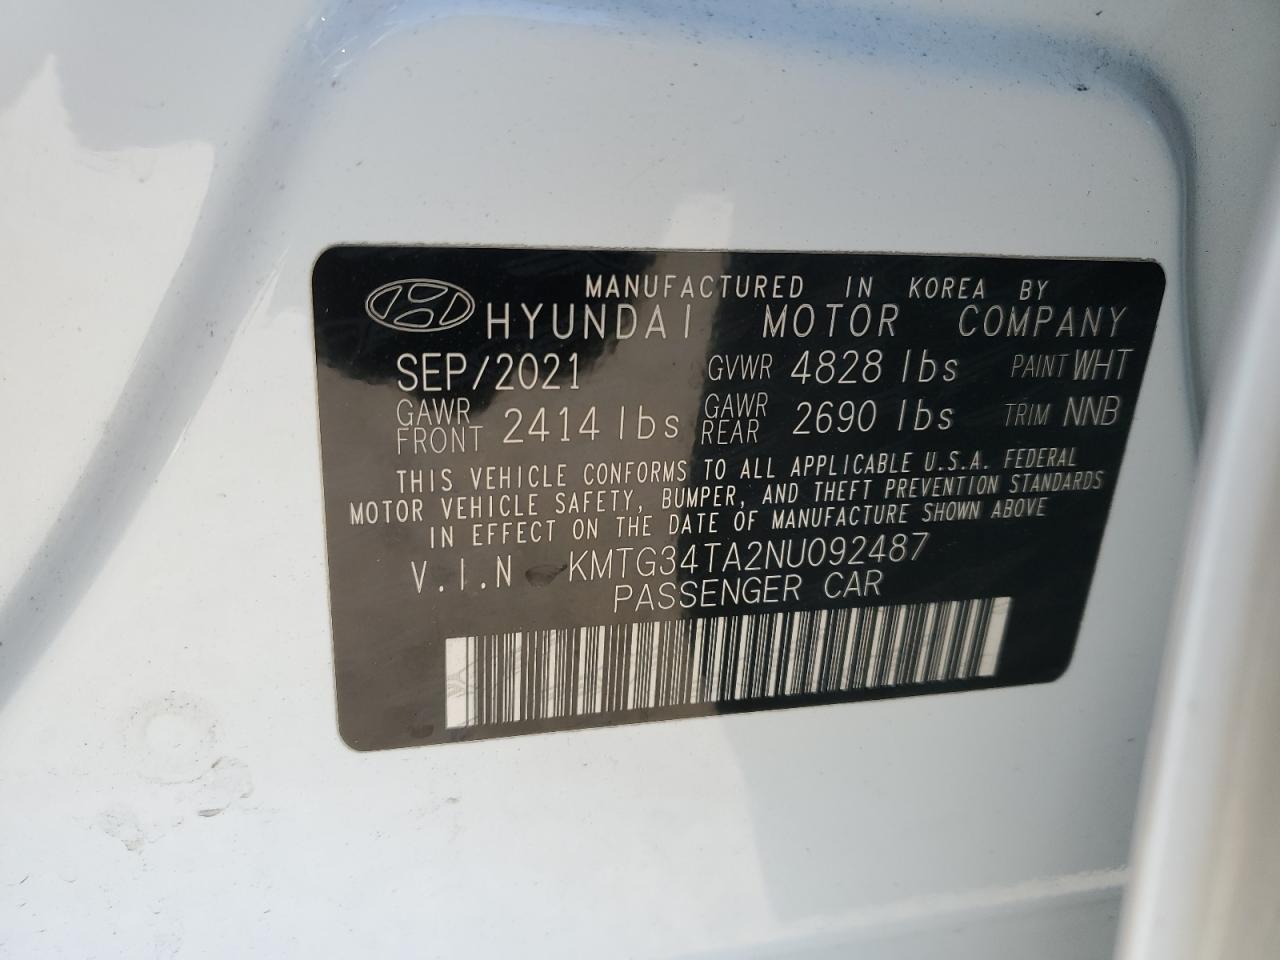 MANUFACTURED IN KOREA BY
HYUNDAI MOTOR COMPANY
SEP/2021 GVWR 4828 lbs PAINT WHT
GAWR FRONT 2414 lbs GAWR REAR 2690 lbs TRIM NNB
THIS VEHICLE CONFORMS TO ALL APPLICABLE U.S.A. FEDERAL
MOTOR VEHICLE SAFETY, BUMPER, AND THEFT PREVENTION STANDARDS
IN EFFECT ON THE DATE OF MANUFACTURE SHOWN ABOVE
V.I.N KMTG34TA2NU092487
PASSENGER CAR